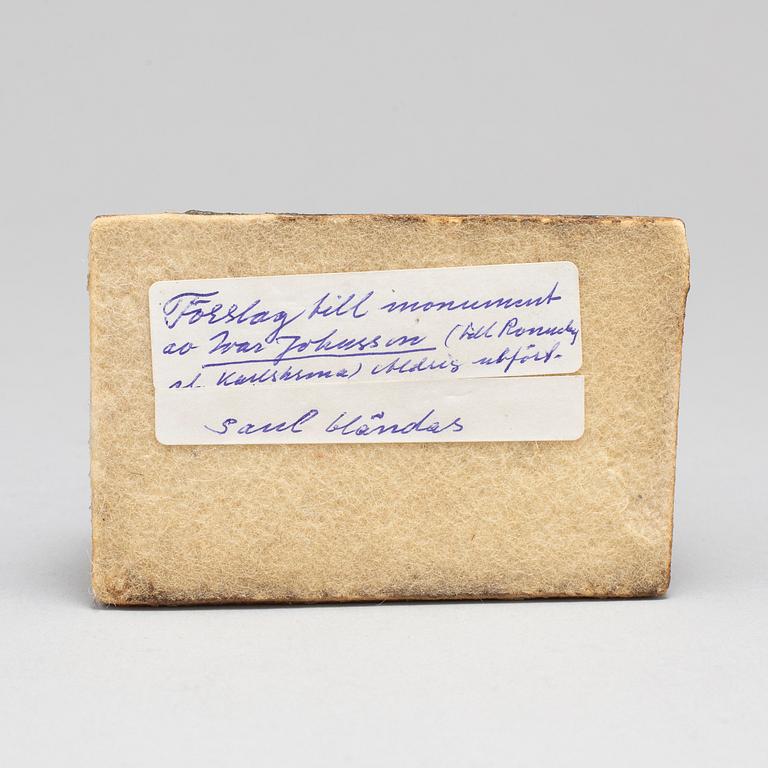 Förslag till monument
av Ivar Johnsson (till Ronneby
el. Karlskrona) Aldrig utfört.
Saul bländas